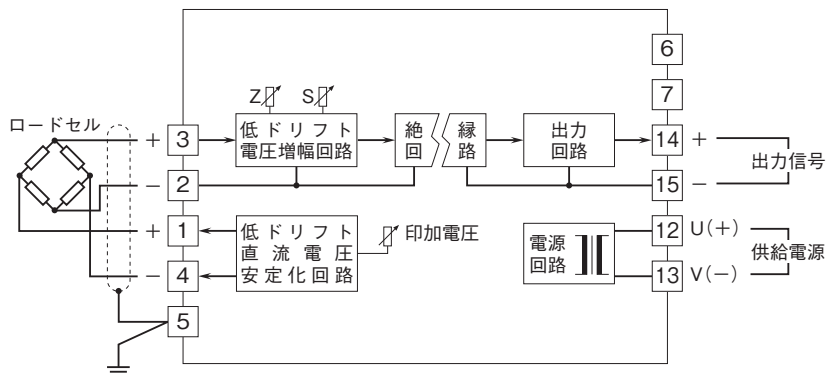 ロードセル
+
3
−
2
+
1
−
4
5
Z
S
低ドリフト
電圧増幅回路
絶縁
回路
出力
回路
低ドリフト
直流電圧
安定化回路
印加電圧
電源
回路
6
7
14
+
15
−
出力信号
12
U(+)
13
V(−)
供給電源